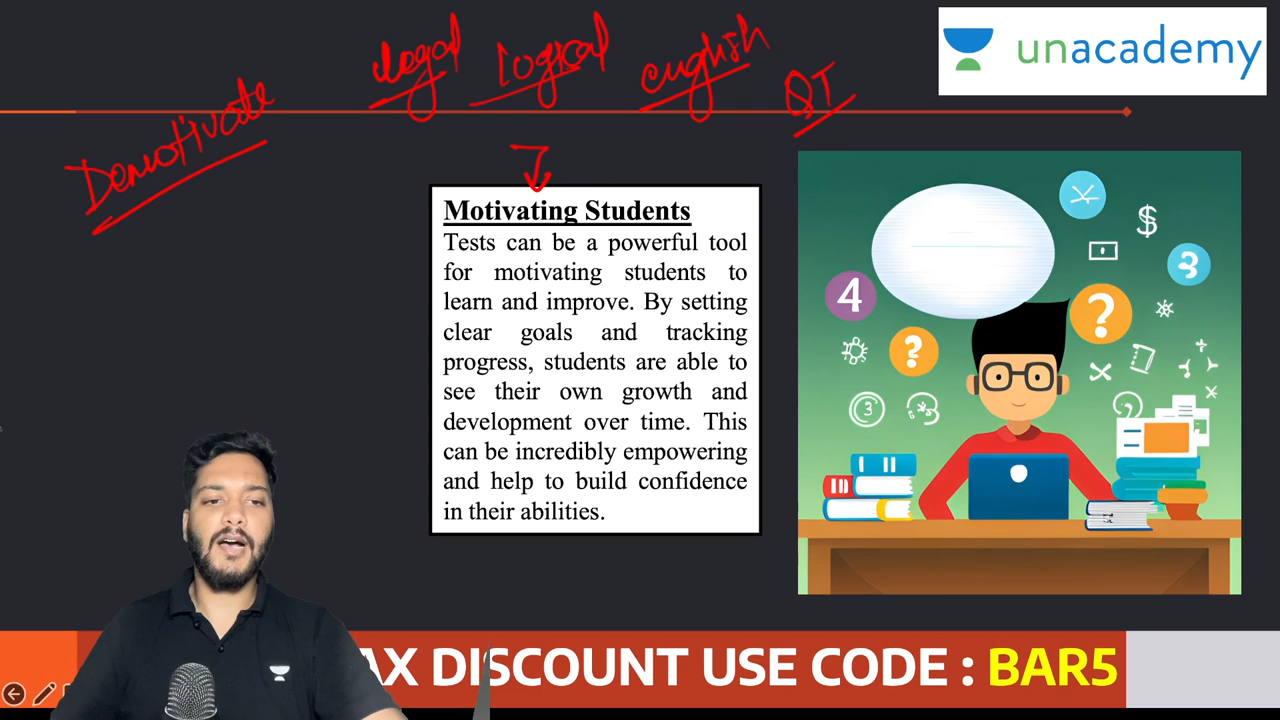 legal logical english QT
unacademy
Demotivate
Motivating Students
Tests can be a powerful tool
for motivating students to
learn and improve. By setting
clear goals and tracking
progress, students are able to
see their own growth and
development over time. This
can be incredibly empowering
and help to build confidence
in their abilities.
4
?
$
3
?
3
AX DISCOUNT USE CODE : BAR5